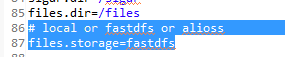 85 files.dir=/files
86 # local or fastdfs or alioss
87 files.storage=fastdfs